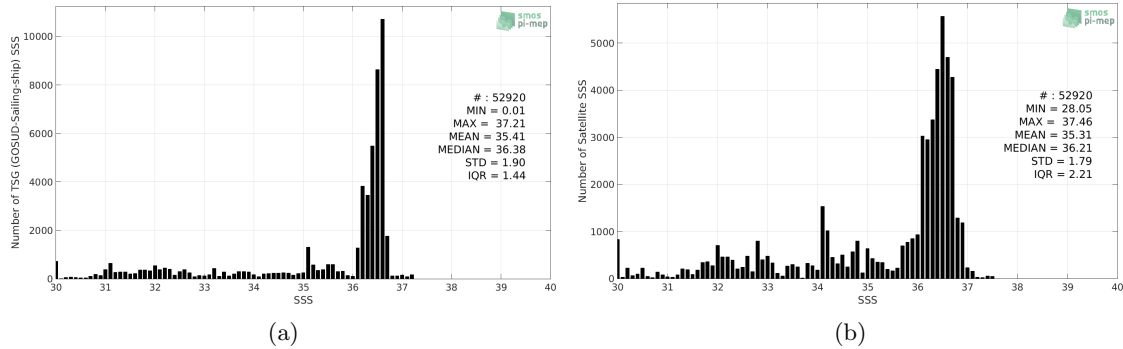 smos
pi-mep
Number of TSG (GOSUD-Sailing-ship) SSS
10000
8000
6000
4000
2000
0
# : 52920
MIN = 0.01
MAX = 37.21
MEAN = 35.41
MEDIAN = 36.38
STD = 1.90
IQR = 1.44
30 31 32 33 34 35 36 37 38 39 40
SSS
(a)
smos
pi-mep
Number of Satellite SSS
5000
4000
3000
2000
1000
0
# : 52920
MIN = 28.05
MAX = 37.46
MEAN = 35.31
MEDIAN = 36.21
STD = 1.79
IQR = 2.21
30 31 32 33 34 35 36 37 38 39 40
SSS
(b)